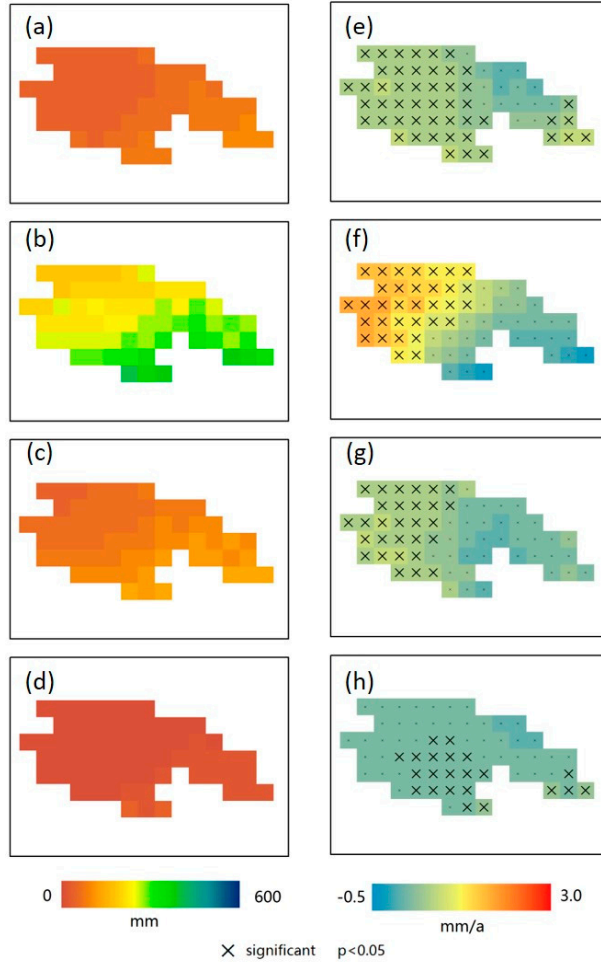 (a) (e)
(b) (f)
(c) (g)
(d) (h)
0 600 -0.5 3.0
mm mm/a
× significant p<0.05